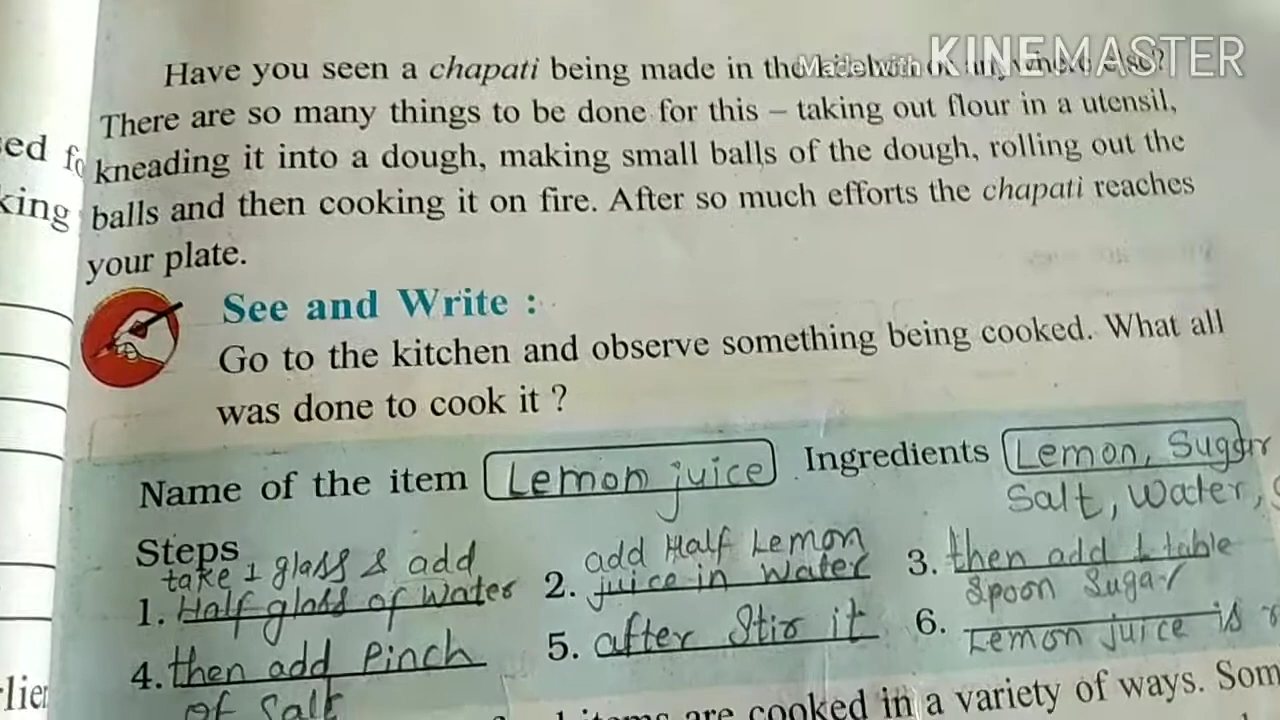 Made with KINEMASTER
Have you seen a chapati being made in the kitchen or anywhere else?
There are so many things to be done for this – taking out flour in a utensil,
kneading it into a dough, making small balls of the dough, rolling out the
balls and then cooking it on fire. After so much efforts the chapati reaches
your plate.
See and Write :
Go to the kitchen and observe something being cooked. What all
was done to cook it ?
Name of the item Lemon juice Ingredients Lemon, Sugar
Salt, Water,
Steps
1. take 1 glass & add
Half glass of Water
2. add Half Lemon
juice in Water
3. then add 1 table
Spoon Sugar
4. then add Pinch
of Salt
5. after Stir it
6. Lemon juice is
are cooked in a variety of ways.